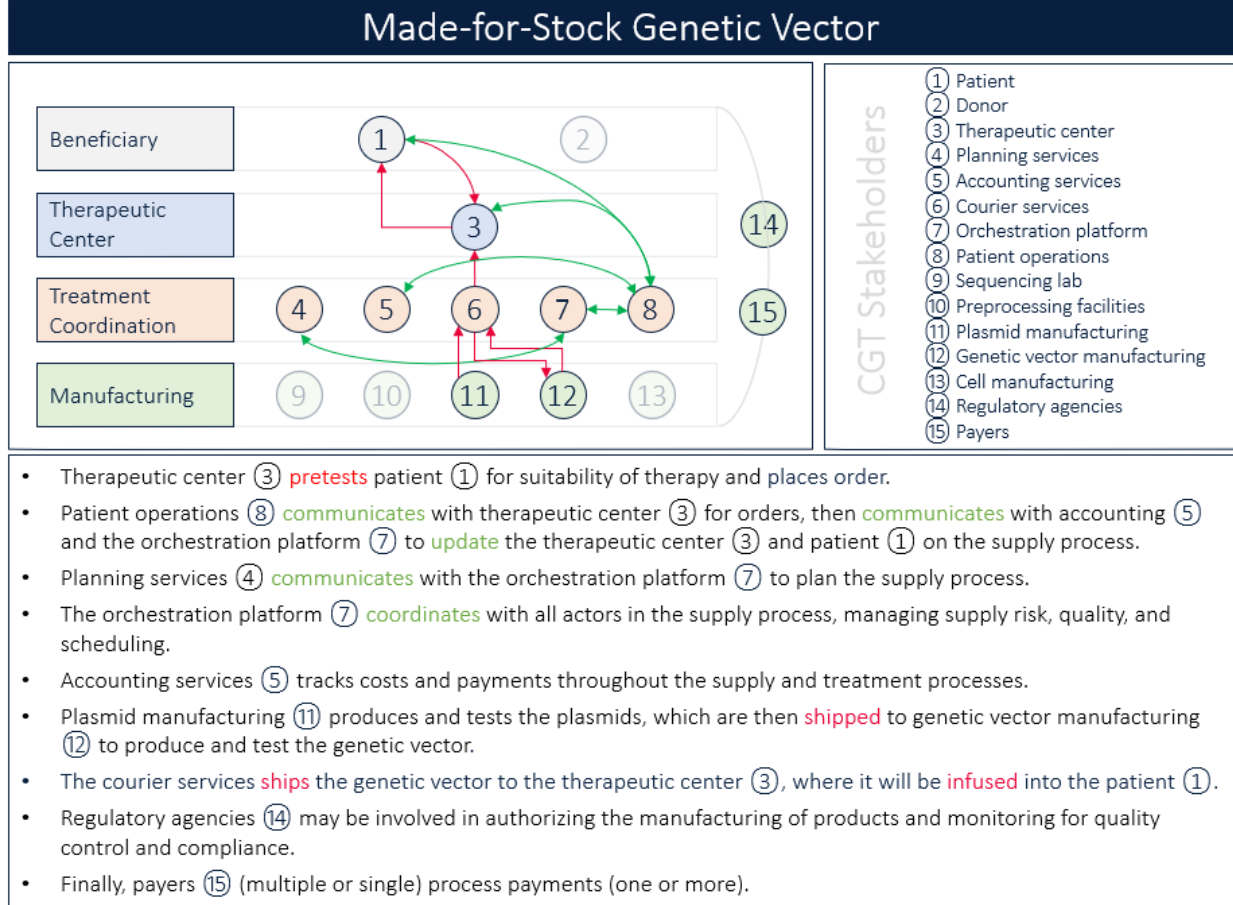 Made-for-Stock Genetic Vector
Beneficiary
1
2
Therapeutic
Center
3
14
Treatment
Coordination
4
5
6
7
8
15
Manufacturing
9
10
11
12
13
CGT Stakeholders
1 Patient
2 Donor
3 Therapeutic center
4 Planning services
5 Accounting services
6 Courier services
7 Orchestration platform
8 Patient operations
9 Sequencing lab
10 Preprocessing facilities
11 Plasmid manufacturing
12 Genetic vector manufacturing
13 Cell manufacturing
14 Regulatory agencies
15 Payers
• Therapeutic center 3 pretests patient 1 for suitability of therapy and places order.
• Patient operations 8 communicates with therapeutic center 3 for orders, then communicates with accounting 5
and the orchestration platform 7 to update the therapeutic center 3 and patient 1 on the supply process.
• Planning services 4 communicates with the orchestration platform 7 to plan the supply process.
• The orchestration platform 7 coordinates with all actors in the supply process, managing supply risk, quality, and
scheduling.
• Accounting services 5 tracks costs and payments throughout the supply and treatment processes.
• Plasmid manufacturing 11 produces and tests the plasmids, which are then shipped to genetic vector manufacturing
12 to produce and test the genetic vector.
• The courier services ships the genetic vector to the therapeutic center 3, where it will be infused into the patient 1.
• Regulatory agencies 14 may be involved in authorizing the manufacturing of products and monitoring for quality
control and compliance.
• Finally, payers 15 (multiple or single) process payments (one or more).